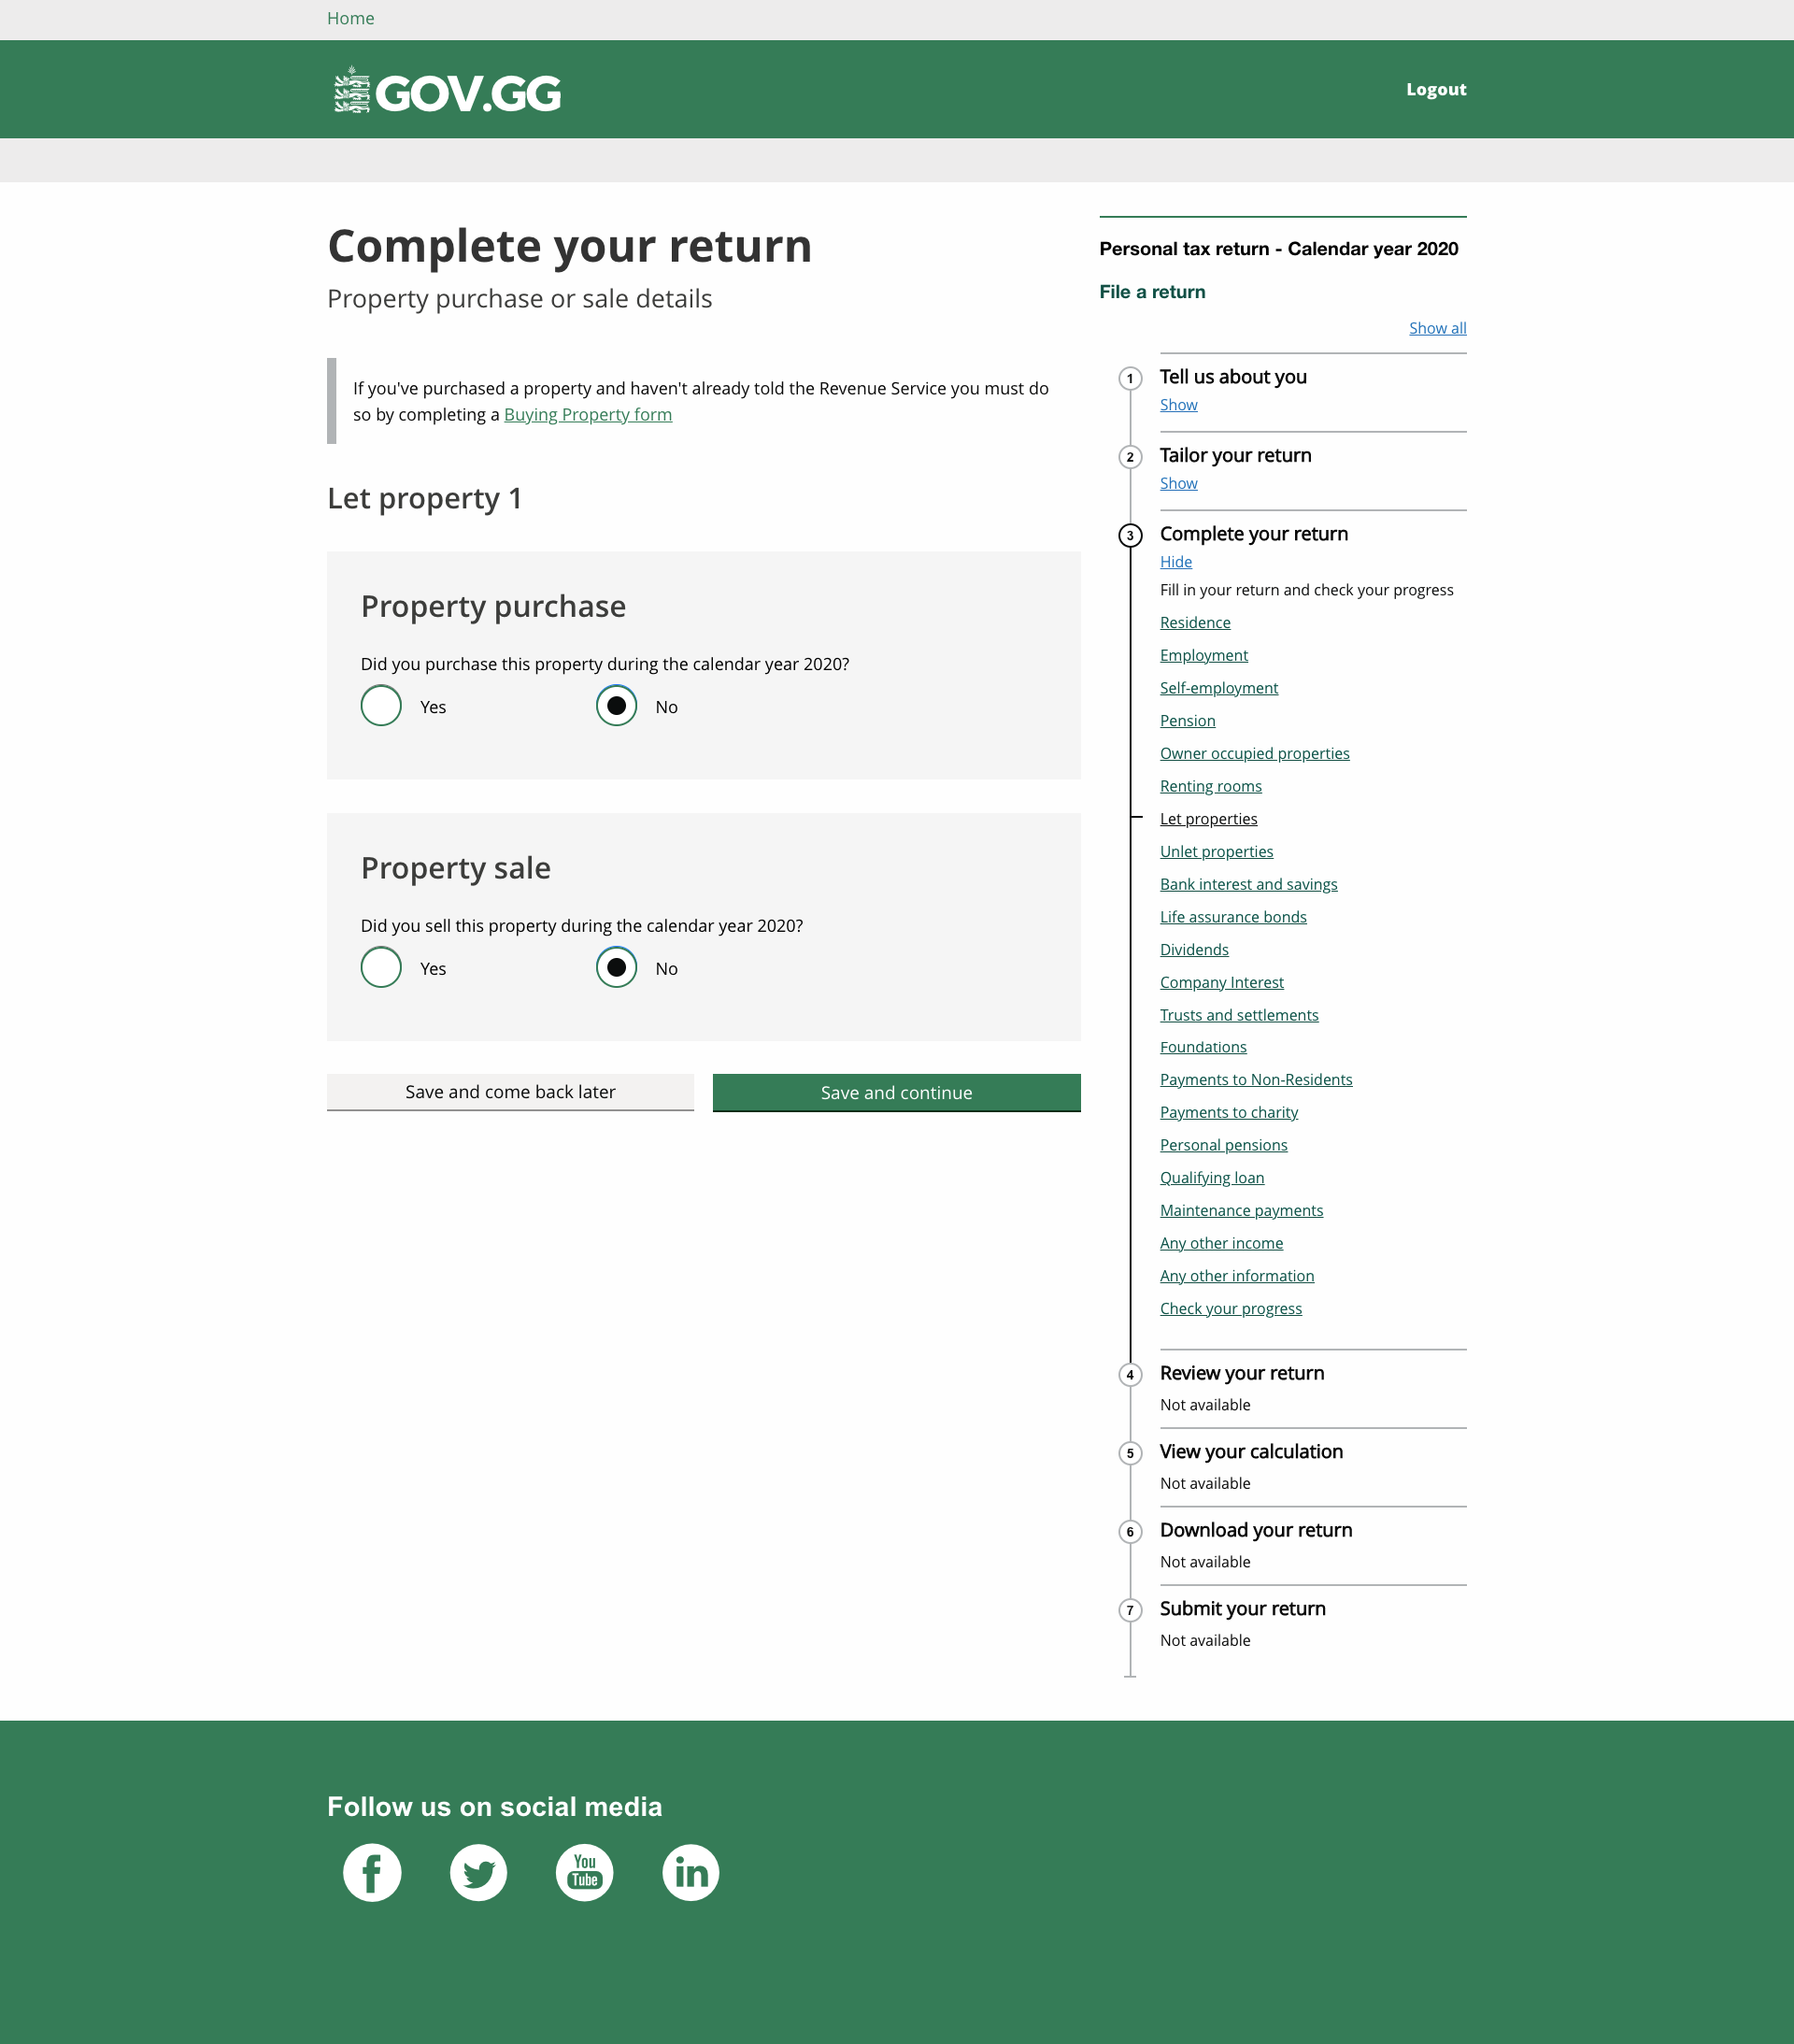 Home
GOV.GG
Logout
Complete your return
Property purchase or sale details
If you've purchased a property and haven't already told the Revenue Service you must do
so by completing a Buying Property form
Let property 1
Property purchase
Did you purchase this property during the calendar year 2020?
Yes
No
Property sale
Did you sell this property during the calendar year 2020?
Yes
No
Save and come back later
Save and continue
Personal tax return - Calendar year 2020
File a return
Show all
1
Tell us about you
Show
2
Tailor your return
Show
3
Complete your return
Hide
Fill in your return and check your progress
Residence
Employment
Self-employment
Pension
Owner occupied properties
Renting rooms
Let properties
Unlet properties
Bank interest and savings
Life assurance bonds
Dividends
Company Interest
Trusts and settlements
Foundations
Payments to Non-Residents
Payments to charity
Personal pensions
Qualifying loan
Maintenance payments
Any other income
Any other information
Check your progress
4
Review your return
Not available
5
View your calculation
Not available
6
Download your return
Not available
7
Submit your return
Not available
Follow us on social media
You
Tube
in